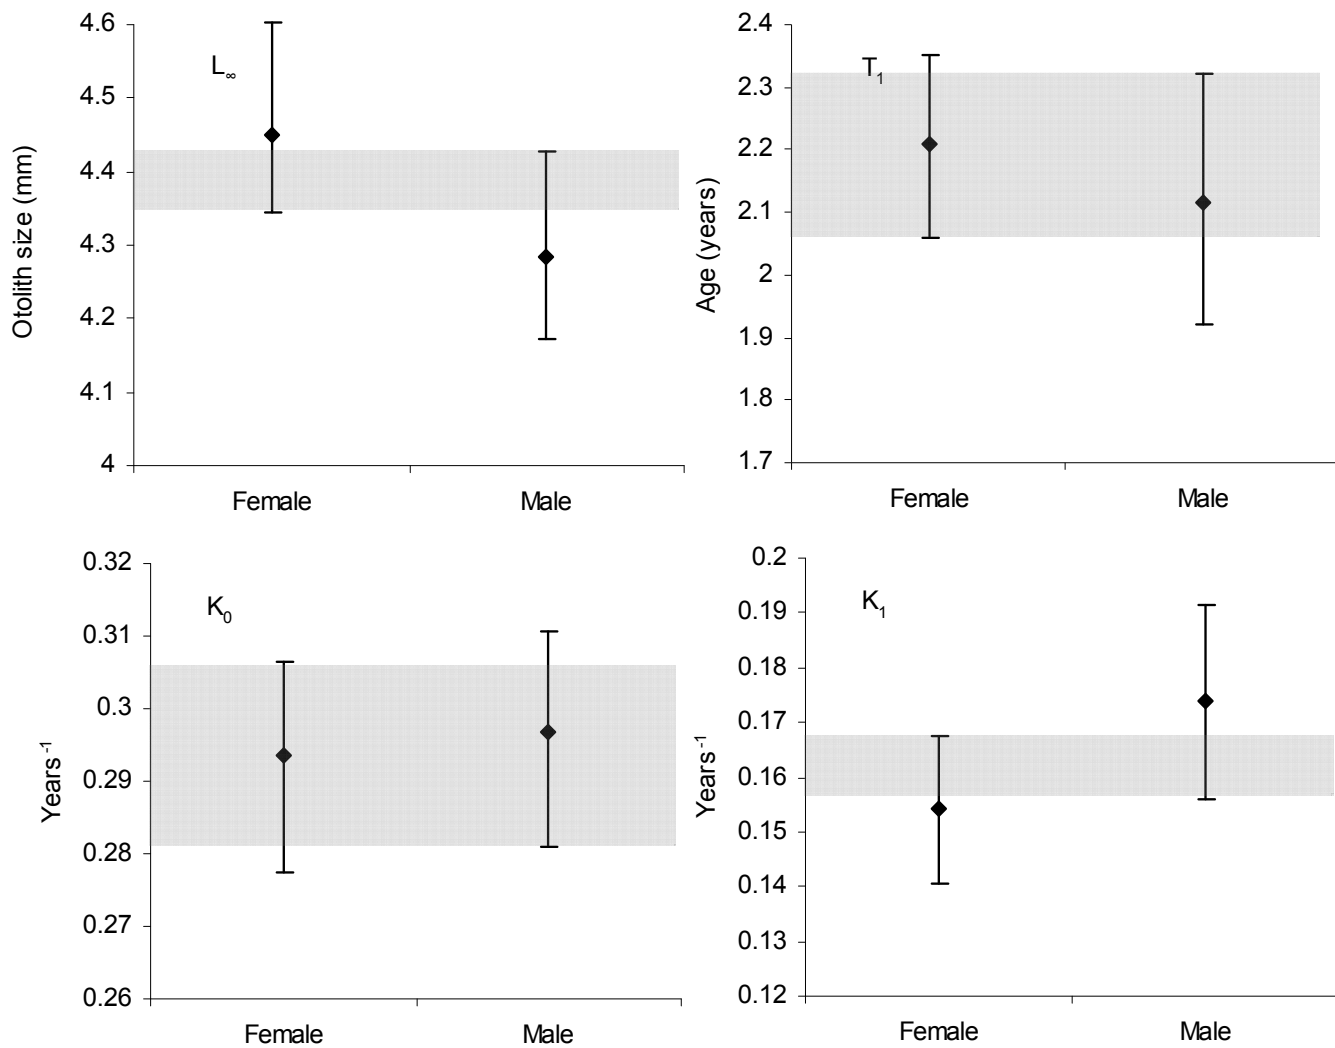 Otolith size (mm)
4.6
4.5
4.4
4.3
4.2
4.1
4
L∞
Female Male
Age (years)
2.4
2.3
2.2
2.1
2
1.9
1.8
1.7
T1
Female Male
Years-1
0.32
0.31
0.3
0.29
0.28
0.27
0.26
K0
Female Male
Years-1
0.2
0.19
0.18
0.17
0.16
0.15
0.14
0.13
0.12
K1
Female Male